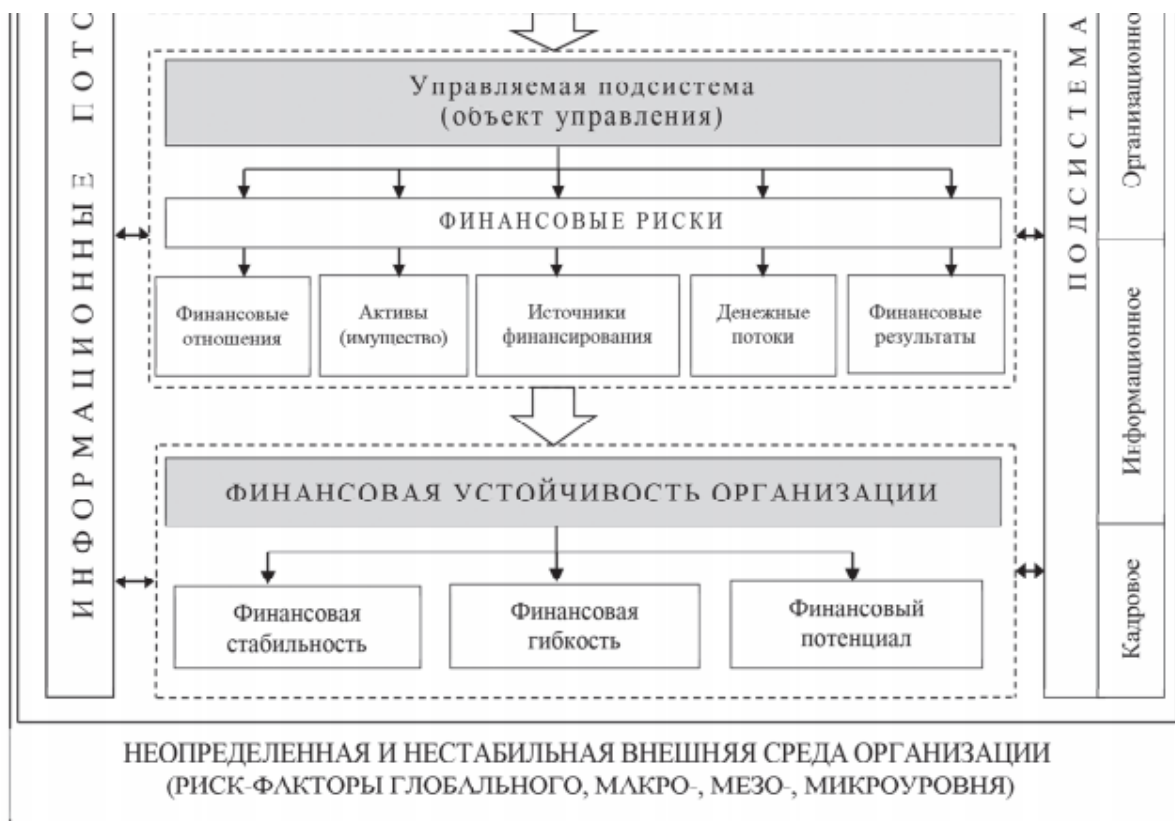 ИНФОРМАЦИОННЫЕ
Управляемая подсистема
(объект управления)
ФИНАНСОВЫЕ РИСКИ
Финансовые
отношения
Активы
(имущество)
Источники
финансирования
Денежные
потоки
Финансовые
результаты
ФИНАНСОВАЯ УСТОЙЧИВОСТЬ ОРГАНИЗАЦИИ
Финансовая
стабильность
Финансовая
гибкость
Финансовый
потенциал
ПОДСИСТЕМА
Информационное
Кадровое
НЕОПРЕДЕЛЕННАЯ И НЕСТАБИЛЬНАЯ ВНЕШНЯЯ СРЕДА ОРГАНИЗАЦИИ
(РИСК-ФАКТОРЫ ГЛОБАЛЬНОГО, МАКРО-, МЕЗО-, МИКРОУРОВНЯ)